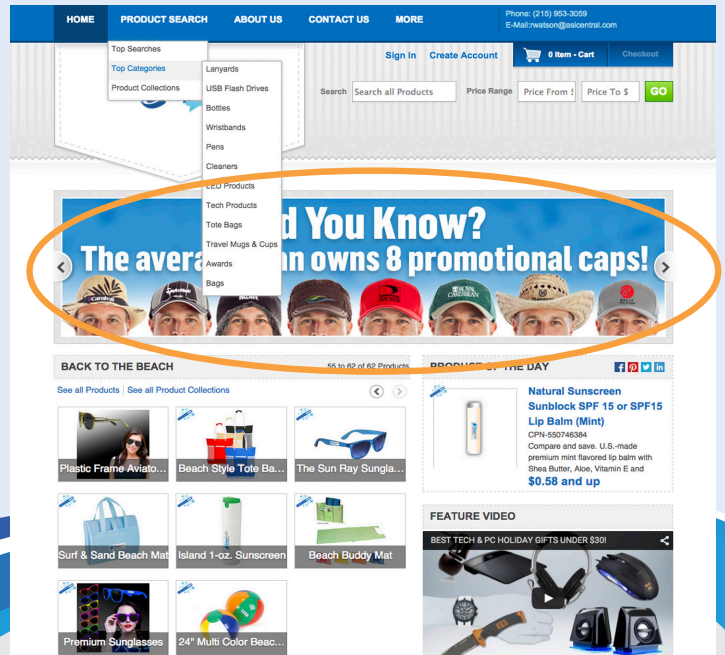 HOME PRODUCT SEARCH ABOUT US CONTACT US MORE
Phone: (215) 953-3059
E-Mail:rwatson@asicentral.com
Top Searches
Top Categories
Product Collections
Lanyards
USB Flash Drives
Bottles
Wristbands
Pens
Cleaners
LED Products
Tech Products
Tote Bags
Travel Mugs & Cups
Awards
Bags
Sign In Create Account 0 Item - Cart Checkout
Search Search all Products Price Range Price From $ Price To $ GO
d You Know?
The avera n owns 8 promotional caps!
Carnival
TaylorMade
ROYAL
CARIBBEAN
BACK TO THE BEACH 55 to 62 of 62 Products
See all Products See all Product Collections
Plastic Frame Aviato... Beach Style Tote Ba... The Sun Ray Sungla...
Surf & Sand Beach Mat Island 1-oz. Sunscreen Beach Buddy Mat
Premium Sunglasses 24" Multi Color Beac...
PRODUCT OF THE DAY
Natural Sunscreen
Sunblock SPF 15 or SPF15
Lip Balm (Mint)
CPN-550746384
Compare and save. U.S.-made
premium mint flavored lip balm with
Shea Butter, Aloe, Vitamin E and
$0.58 and up
FEATURE VIDEO
BEST TECH & PC HOLIDAY GIFTS UNDER $30!